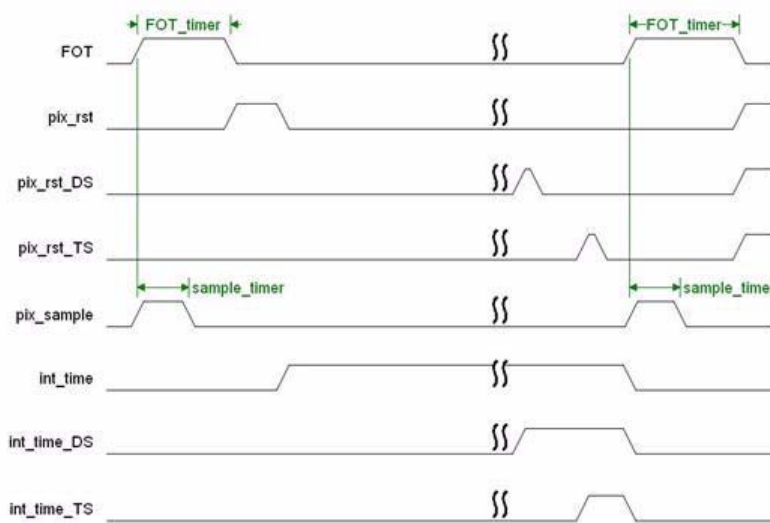 FOT_timer
FOT_timer
FOT
pix_rst
pix_rst_DS
pix_rst_TS
sample_timer
sample_time
pix_sample
int_time
int_time_DS
int_time_TS